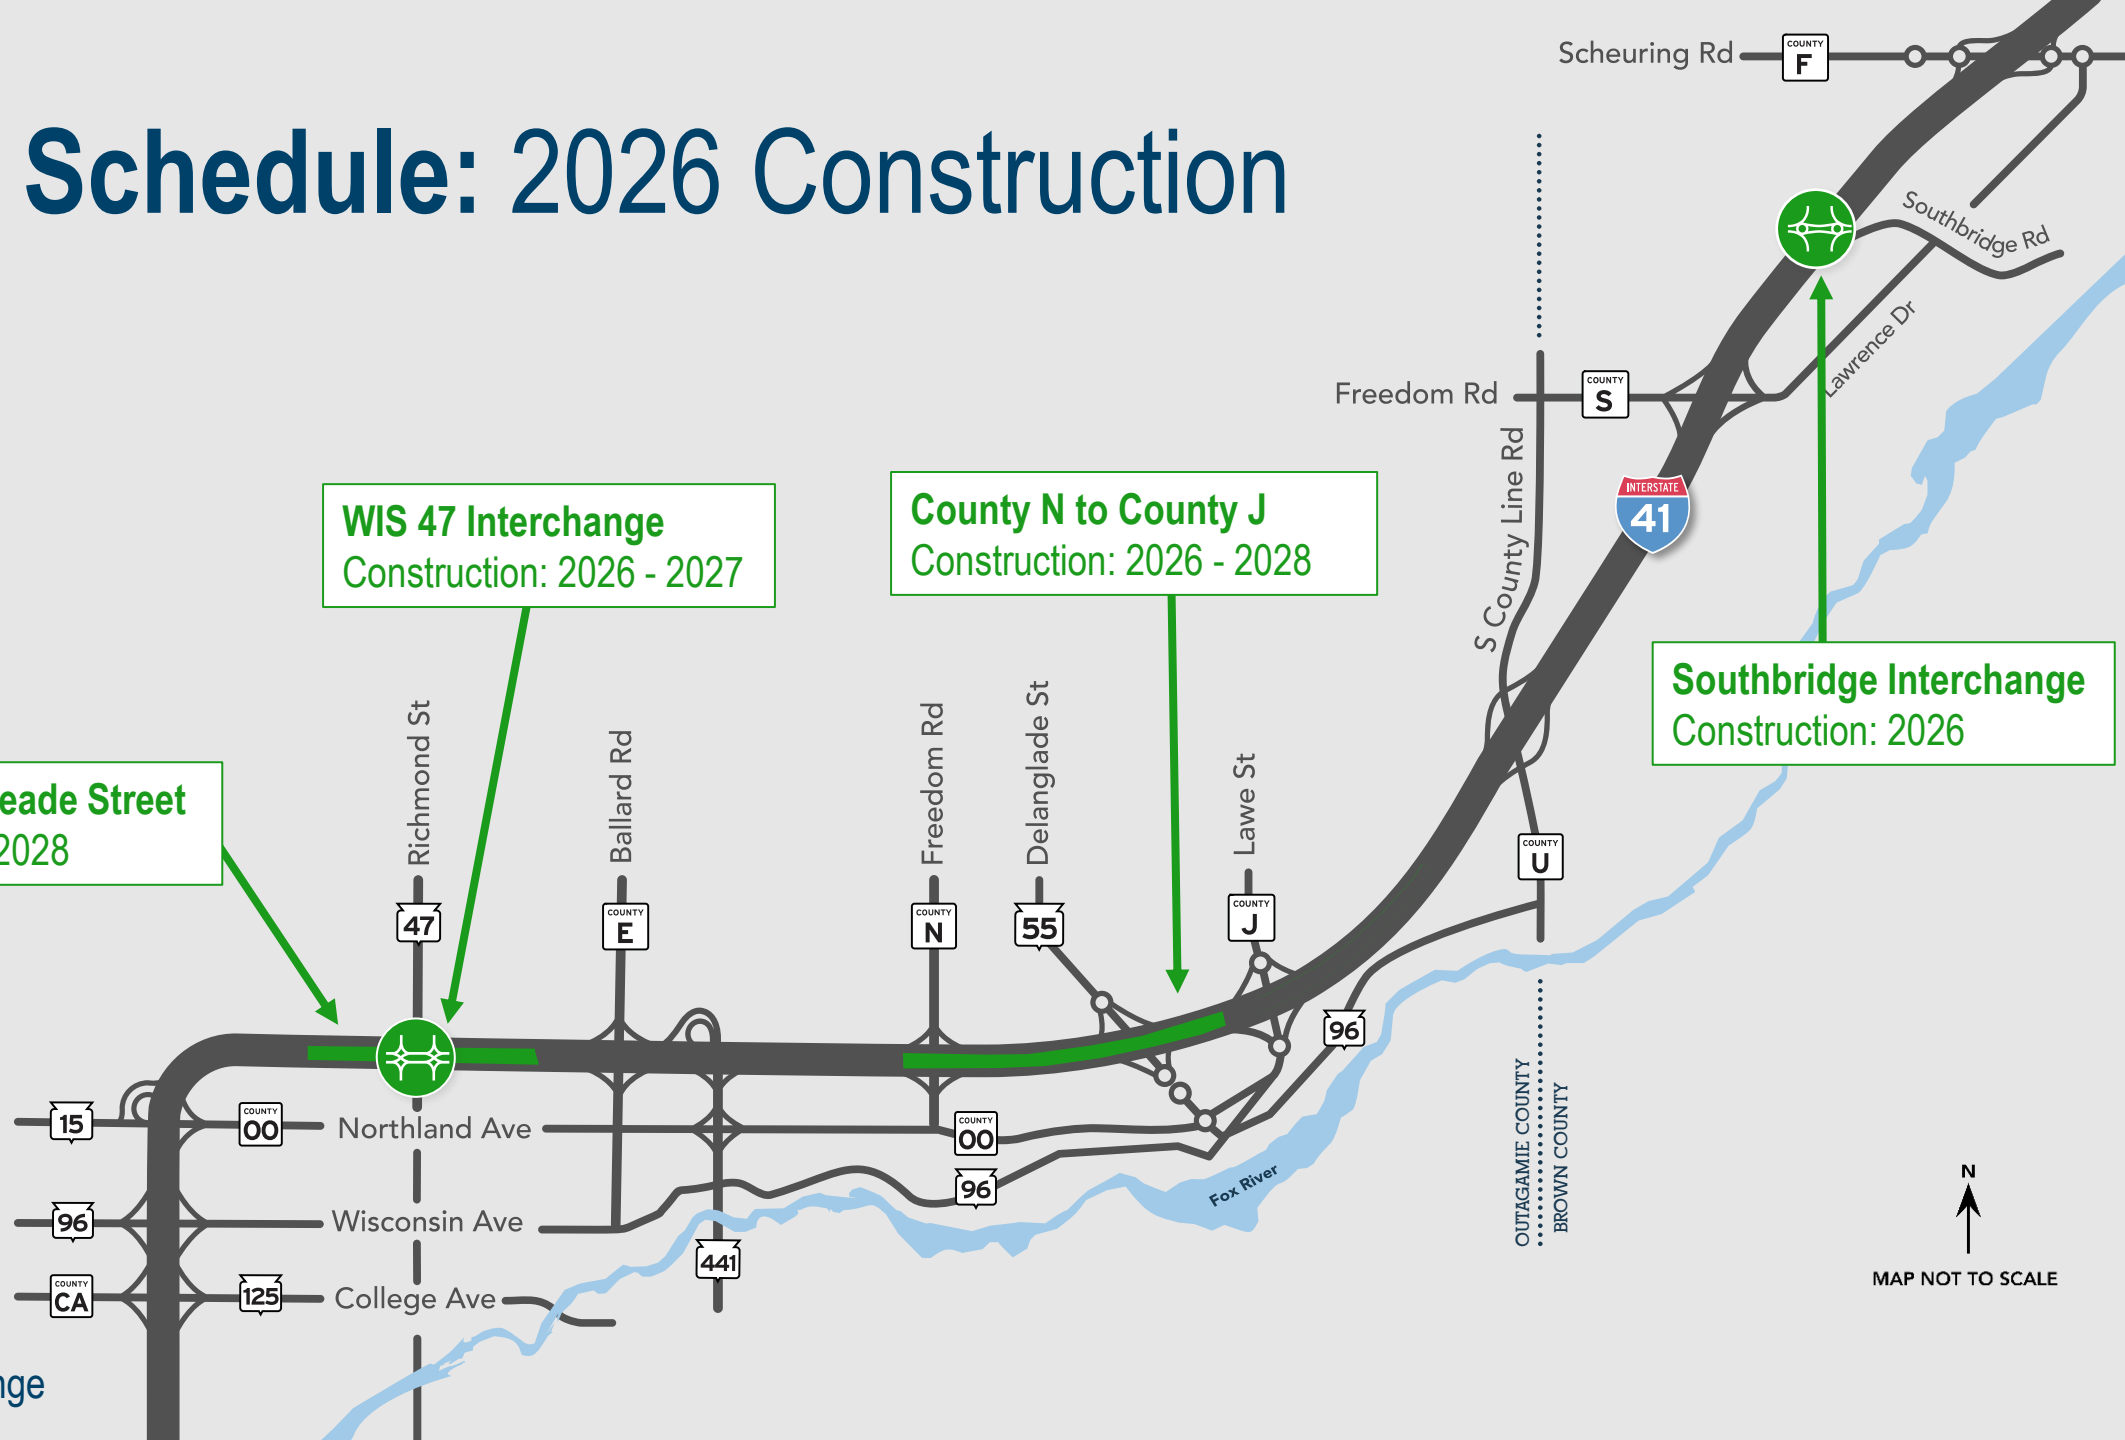 Scheuring Rd
COUNTY
F
Schedule: 2026 Construction
Southbridge Rd
Lawrence Dr
Freedom Rd
COUNTY
S
S County Line Rd
INTERSTATE
41
WIS 47 Interchange
Construction: 2026 - 2027
County N to County J
Construction: 2026 - 2028
Southbridge Interchange
Construction: 2026
eade Street
2028
Richmond St
Ballard Rd
Freedom Rd
Delanglade St
Lawe St
47
COUNTY
E
COUNTY
N
55
COUNTY
J
COUNTY
U
96
15
COUNTY
OO
Northland Ave
COUNTY
OO
96
Fox River
96
Wisconsin Ave
441
COUNTY
CA
125
College Ave
OUTAGAMIE COUNTY
BROWN COUNTY
N
MAP NOT TO SCALE
nge